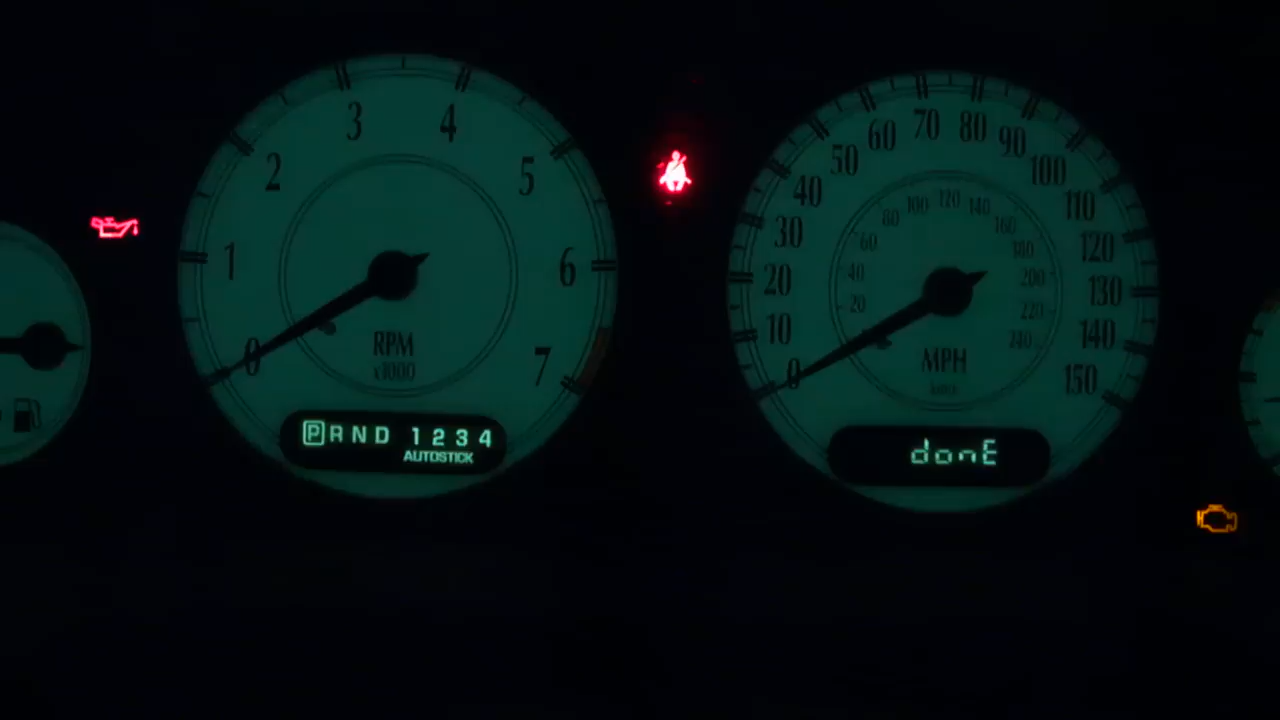 0 1 2 3 4 5 6 7
RPM
x1000
P R N D 1 2 3 4
AUTOSTICK
0 10 20 30 40 50 60 70 80 90 100 110 120 130 140 150
20 40 60 80 100 120 140 160 180 200 220 240
MPH
donE